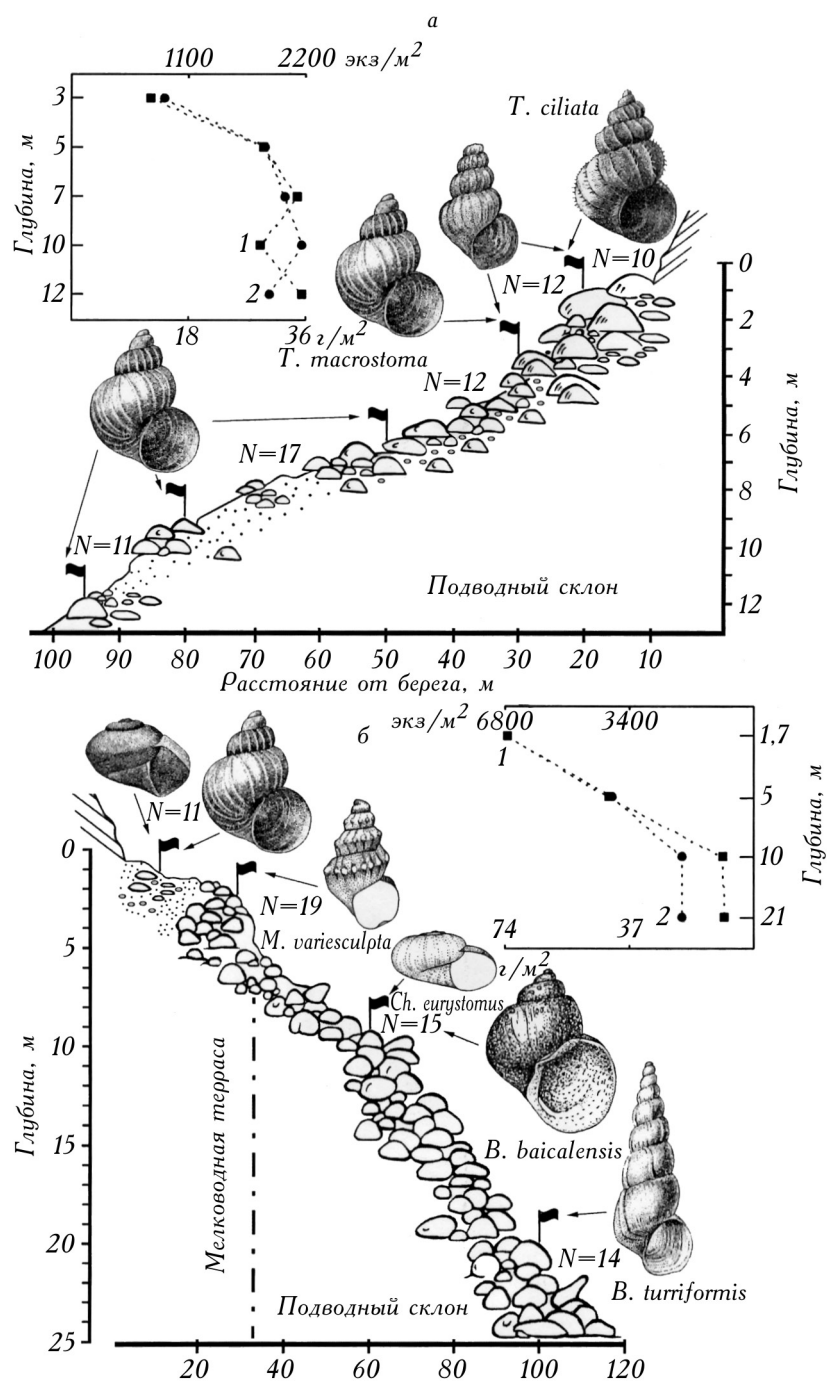 а
1100 2200 экз/м²
3
5
7
10
12
Глубина, м
1
2
18 36 г/м²
T. ciliata
N=10
N=12
T. macrostoma
N=12
N=17
N=11
0
2
4
6
8
10
12
Глубина, м
Подводный склон
100 90 80 70 60 50 40 30 20 10
Расстояние от берега, м
б
экз/м² 6800 3400
1,7
5
10
21
Глубина, м
1
2
74 37
г/м²
N=11
N=19
M. variesculpta
Ch. eurystomus
N=15
B. baicalensis
N=14
B. turriformis
0
5
10
15
20
25
Глубина, м
Мелководная терраса
Подводный склон
20 40 60 80 100 120